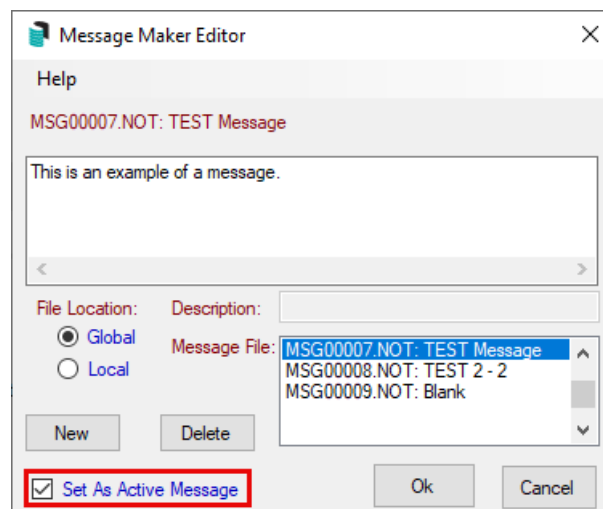 Message Maker Editor
Help
MSG00007.NOT: TEST Message
This is an example of a message.
File Location:
Description:
Global
Local
Message File:
MSG00007.NOT: TEST Message
MSG00008.NOT: TEST 2 - 2
MSG00009.NOT: Blank
New
Delete
Set As Active Message
Ok
Cancel